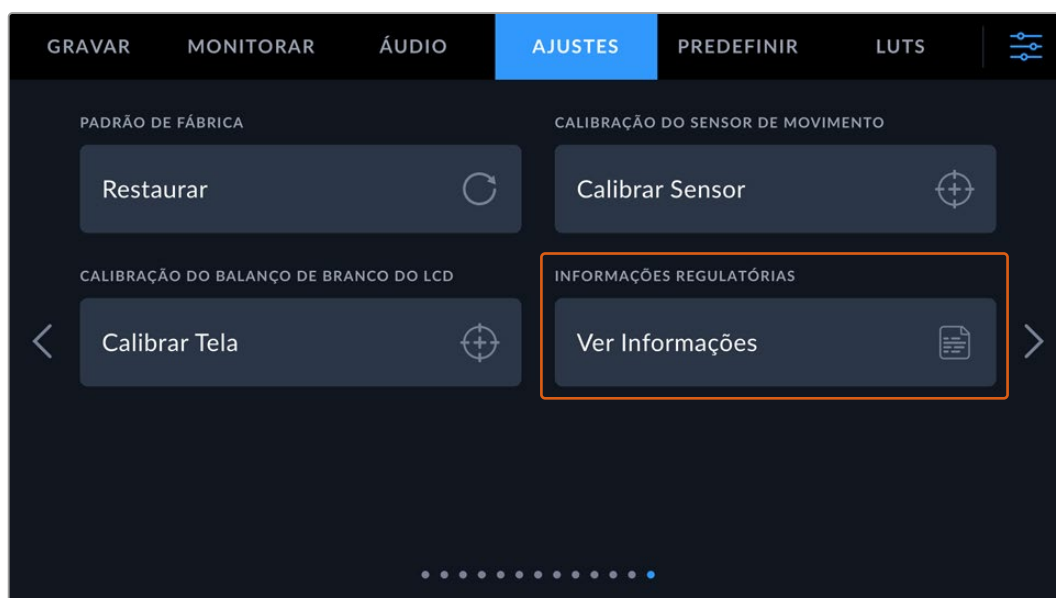 GRAVAR MONITORAR ÁUDIO AJUSTES PREDEFINIR LUTS
PADRÃO DE FÁBRICA
Restaurar
CALIBRAÇÃO DO SENSOR DE MOVIMENTO
Calibrar Sensor
CALIBRAÇÃO DO BALANÇO DE BRANCO DO LCD
Calibrar Tela
INFORMAÇÕES REGULATÓRIAS
Ver Informações